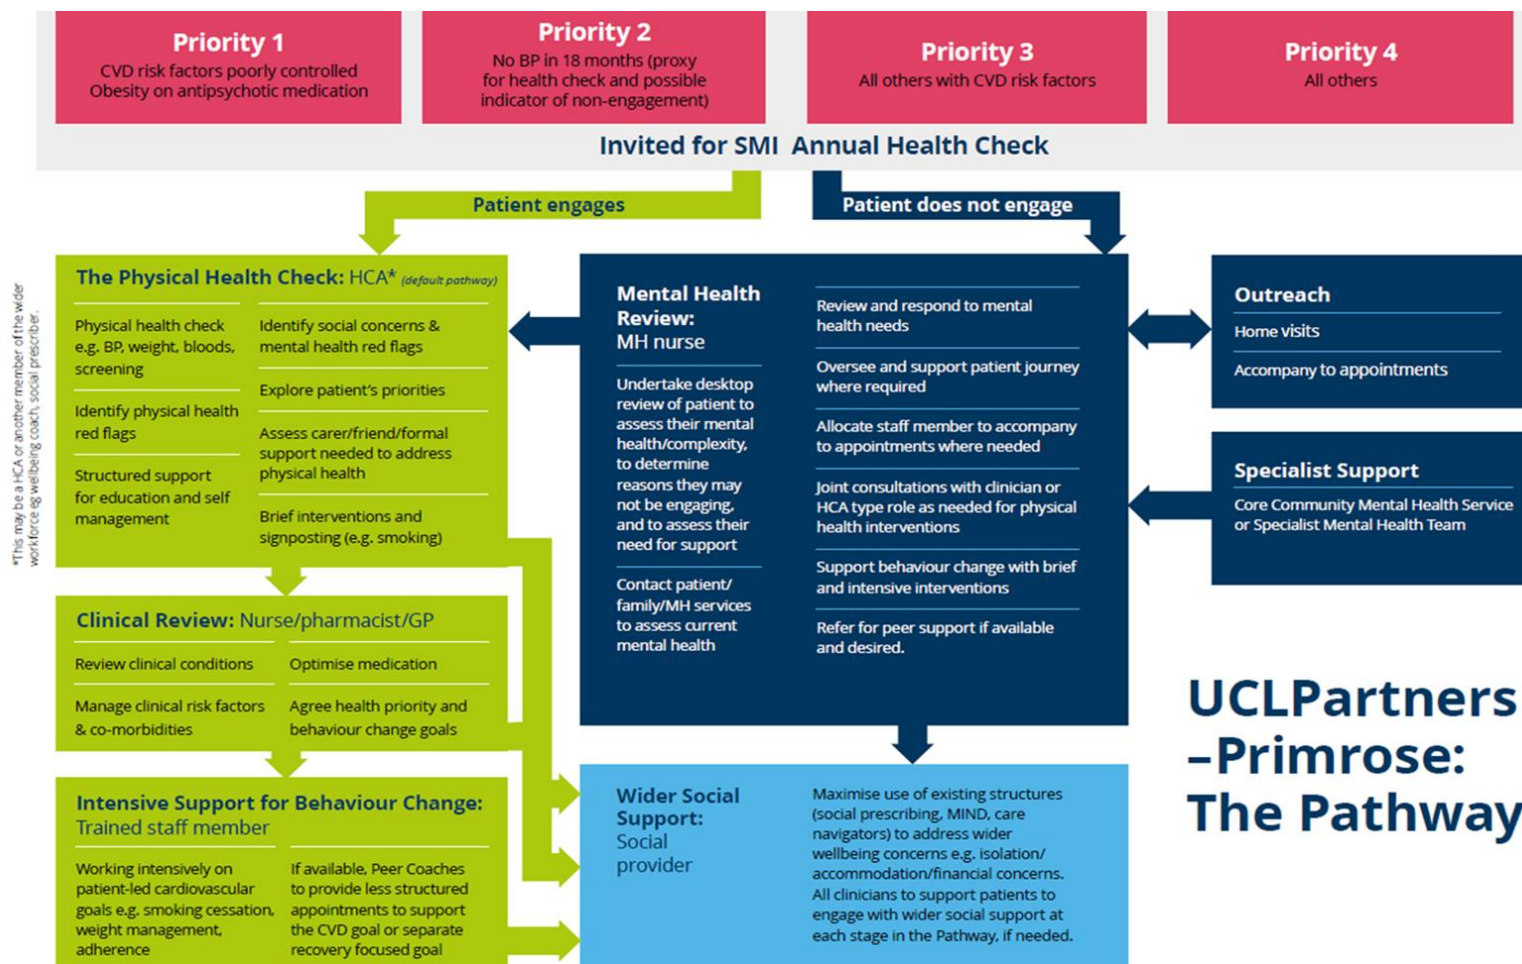 Priority 1
CVD risk factors poorly controlled
Obesity on antipsychotic medication
Priority 2
No BP in 18 months (proxy
for health check and possible
indicator of non-engagement)
Priority 3
All others with CVD risk factors
Priority 4
All others
Invited for SMI Annual Health Check
Patient engages
Patient does not engage
*This may be a HCA or another member of the wider
workforce eg wellbeing coach, social prescriber.
The Physical Health Check: HCA* (default pathway)
Physical health check
e.g. BP, weight, bloods,
screening
Identify physical health
red flags
Structured support
for education and self
management
Identify social concerns &
mental health red flags
Explore patient's priorities
Assess carer/friend/formal
support needed to address
physical health
Brief interventions and
signposting (e.g. smoking)
Clinical Review: Nurse/pharmacist/GP
Review clinical conditions
Manage clinical risk factors
& co-morbidities
Optimise medication
Agree health priority and
behaviour change goals
Intensive Support for Behaviour Change:
Trained staff member
Working intensively on
patient-led cardiovascular
goals e.g. smoking cessation,
weight management,
adherence
If available, Peer Coaches
to provide less structured
appointments to support
the CVD goal or separate
recovery focused goal
Mental Health
Review:
MH nurse
Undertake desktop
review of patient to
assess their mental
health/complexity,
to determine
reasons they may
not be engaging,
and to assess their
need for support
Contact patient/
family/MH services
to assess current
mental health
Review and respond to mental
health needs
Oversee and support patient journey
where required
Allocate staff member to accompany
to appointments where needed
Joint consultations with clinician or
HCA type role as needed for physical
health interventions
Support behaviour change with brief
and intensive interventions
Refer for peer support if available
and desired.
Wider Social
Support:
Social
provider
Maximise use of existing structures
(social prescribing, MIND, care
navigators) to address wider
wellbeing concerns e.g. isolation/
accommodation/financial concerns.
All clinicians to support patients to
engage with wider social support at
each stage in the Pathway, if needed.
Outreach
Home visits
Accompany to appointments
Specialist Support
Core Community Mental Health Service
or Specialist Mental Health Team
UCLPartners
–Primrose:
The Pathway